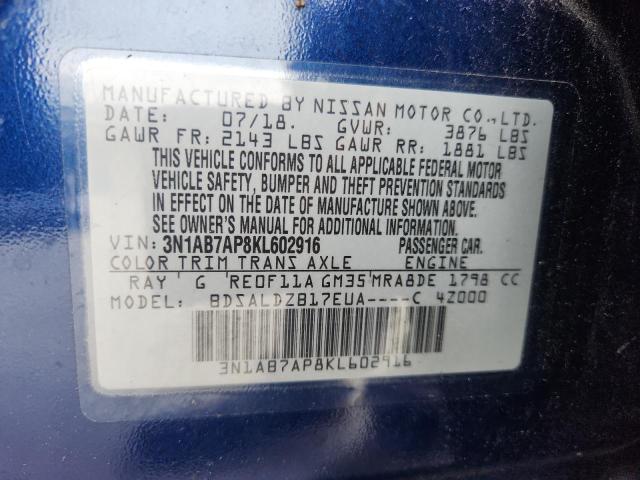 MANUFACTURED BY NISSAN MOTOR CO.,LTD.
DATE: 07/18. GVWR: 3876 LBS
GAWR FR: 2143 LBS GAWR RR: 1881 LBS
THIS VEHICLE CONFORMS TO ALL APPLICABLE FEDERAL MOTOR
VEHICLE SAFETY, BUMPER AND THEFT PREVENTION STANDARDS
IN EFFECT ON THE DATE OF MANUFACTURE SHOWN ABOVE.
SEE OWNER'S MANUAL FOR ADDITIONAL INFORMATION.
VIN: 3N1AB7AP8KL602916 PASSENGER CAR.
COLOR TRIM TRANS AXLE ENGINE
RAY G RE0F11A GM35 MRA8DE 1798 CC
MODEL: BDSALDZB17EUA----C 4Z000
3N1AB7AP8KL602916